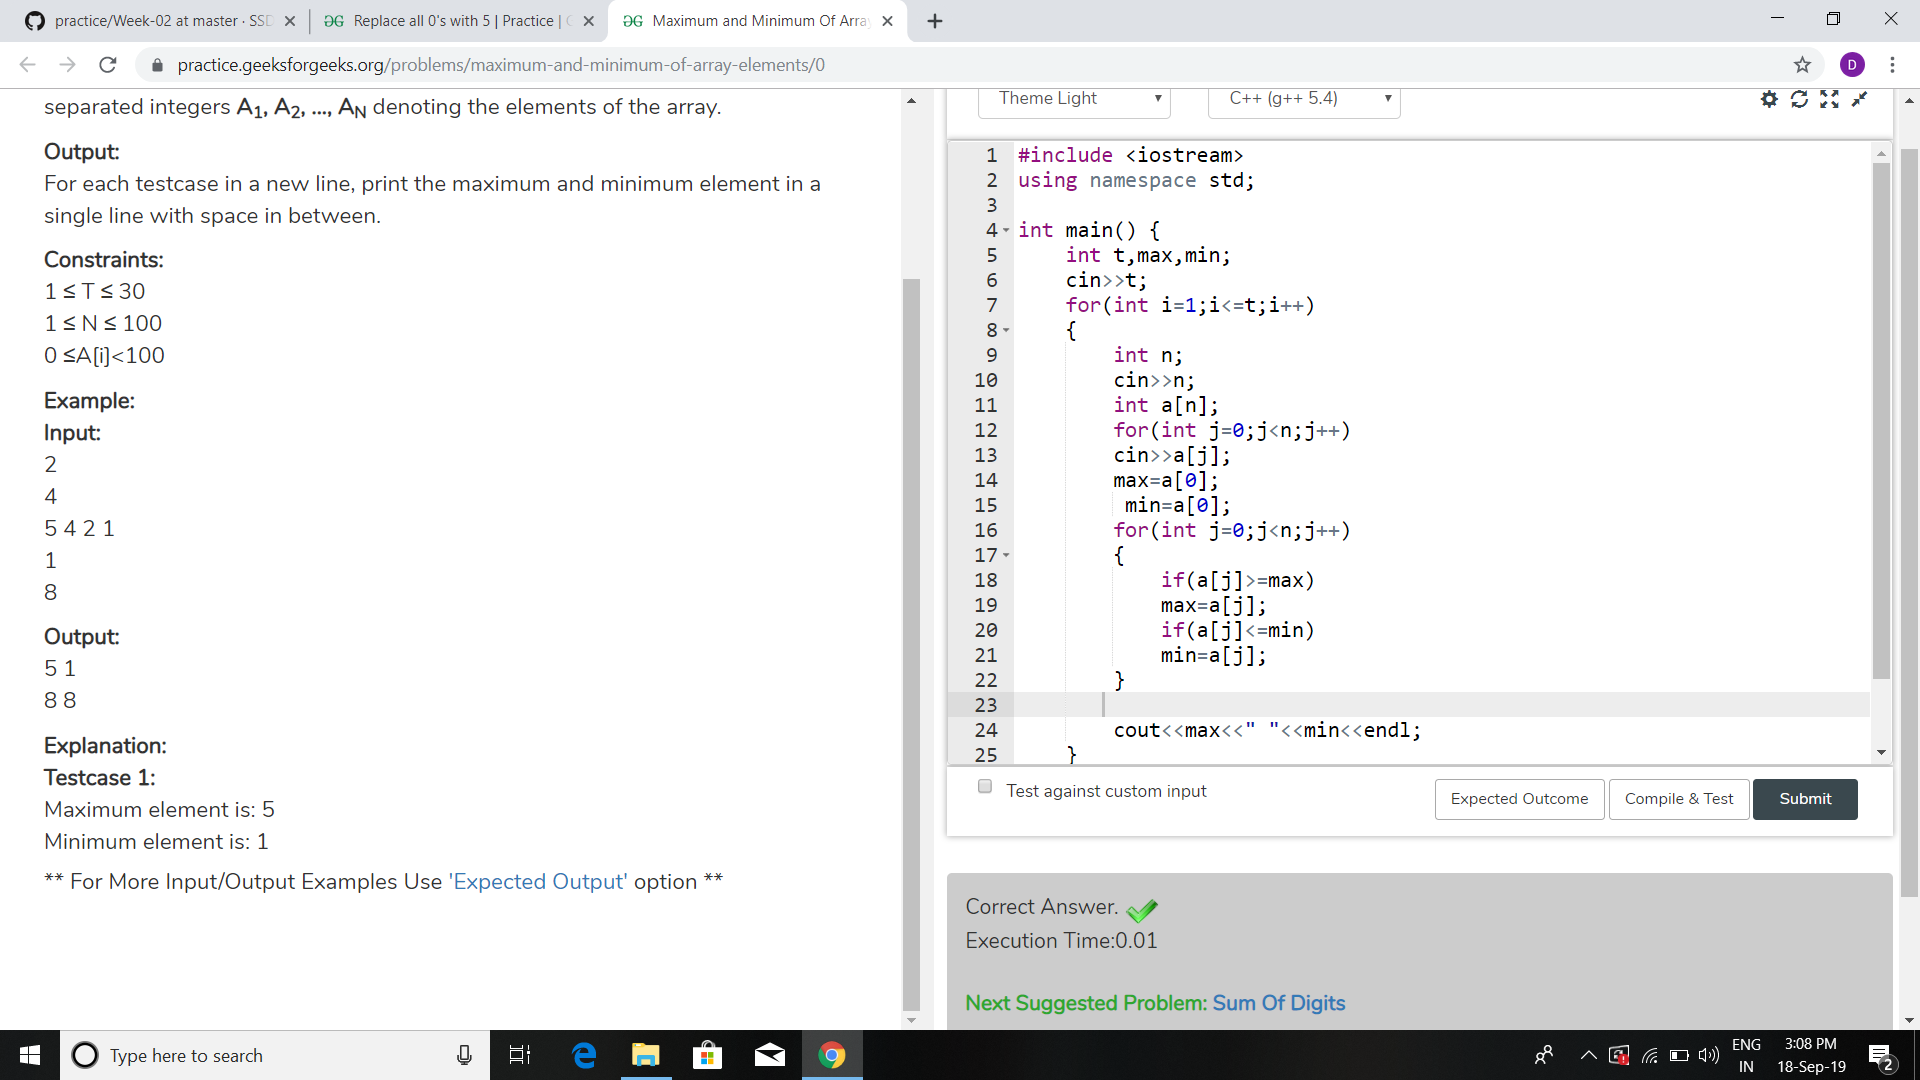 practice/Week-02 at master · SSD
Replace all 0's with 5 | Practice |
Maximum and Minimum Of Arra
practice.geeksforgeeks.org/problems/maximum-and-minimum-of-array-elements/0
D
separated integers A1, A2, ..., AN denoting the elements of the array.
Output:
For each testcase in a new line, print the maximum and minimum element in a
single line with space in between.
Constraints:
1 ≤ T ≤ 30
1 ≤ N ≤ 100
0 ≤A[i]<100
Example:
Input:
2
4
5 4 2 1
1
8
Output:
5 1
8 8
Explanation:
Testcase 1:
Maximum element is: 5
Minimum element is: 1
** For More Input/Output Examples Use 'Expected Output' option **
Theme Light
C++ (g++ 5.4)
1 #include <iostream>
2 using namespace std;
3
4 int main() {
5 int t,max,min;
6 cin>>t;
7 for(int i=1;i<=t;i++)
8 {
9 int n;
10 cin>>n;
11 int a[n];
12 for(int j=0;j<n;j++)
13 cin>>a[j];
14 max=a[0];
15 min=a[0];
16 for(int j=0;j<n;j++)
17 {
18 if(a[j]>=max)
19 max=a[j];
20 if(a[j]<=min)
21 min=a[j];
22 }
23
24 cout<<max<<" "<<min<<endl;
25 }
Test against custom input
Expected Outcome
Compile & Test
Submit
Correct Answer.
Execution Time:0.01
Next Suggested Problem: Sum Of Digits
Type here to search
ENG
IN
3:08 PM
18-Sep-19
2